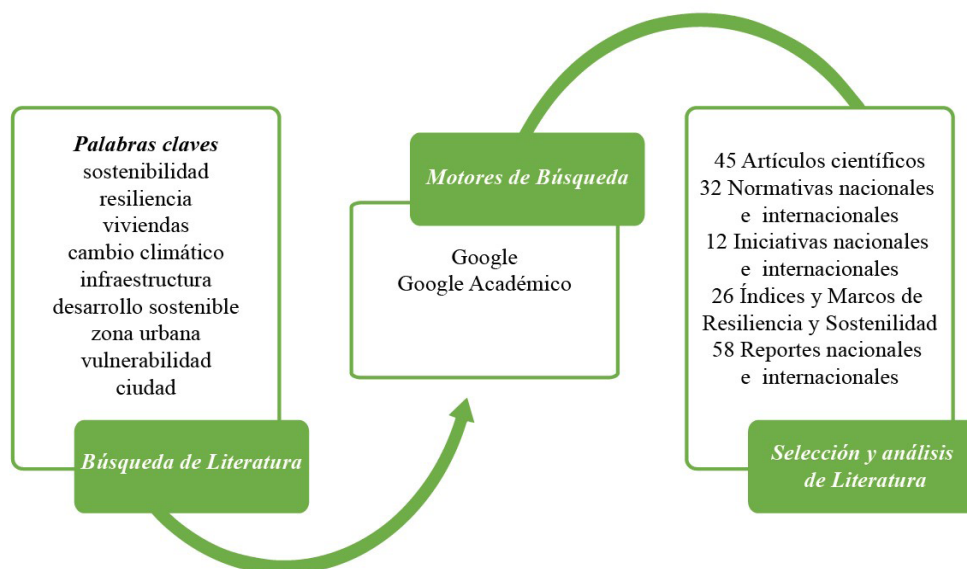 Palabras claves
sostenibilidad
resiliencia
viviendas
cambio climático
infraestructura
desarrollo sostenible
zona urbana
vulnerabilidad
ciudad
Búsqueda de Literatura
Motores de Búsqueda
Google
Google Académico
45 Artículos científicos
32 Normativas nacionales
e internacionales
12 Iniciativas nacionales
e internacionales
26 Índices y Marcos de
Resiliencia y Sostenilidad
58 Reportes nacionales
e internacionales
Selección y análisis
de Literatura